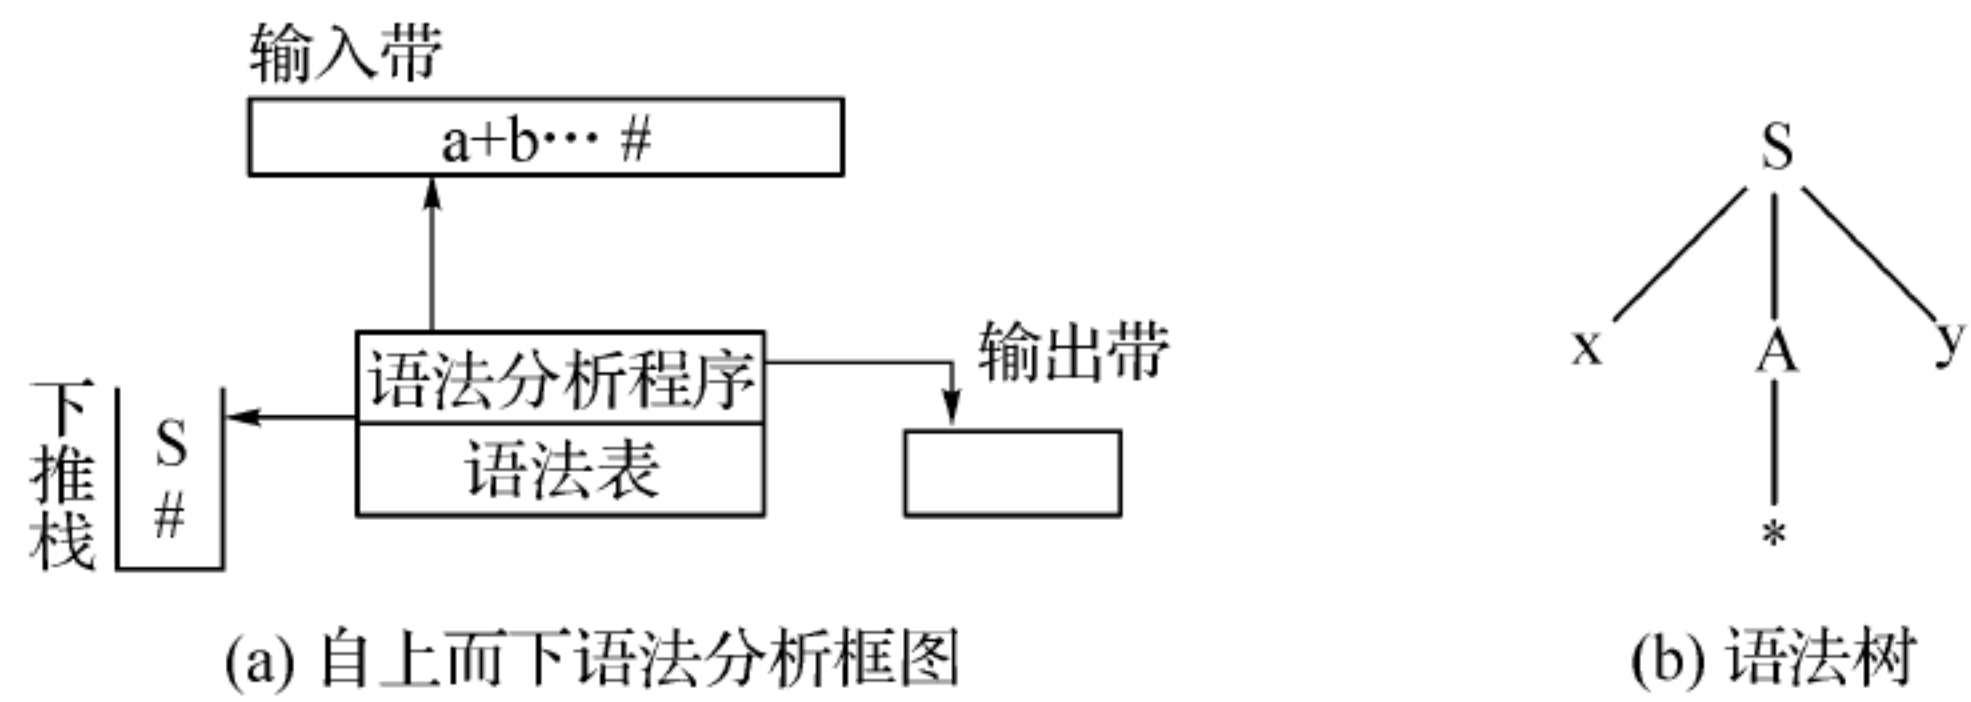 输入带
a+b… #
语法分析程序
语法表
输出带
下推栈
S
#
(a) 自上而下语法分析框图
S
x A y
*
(b) 语法树